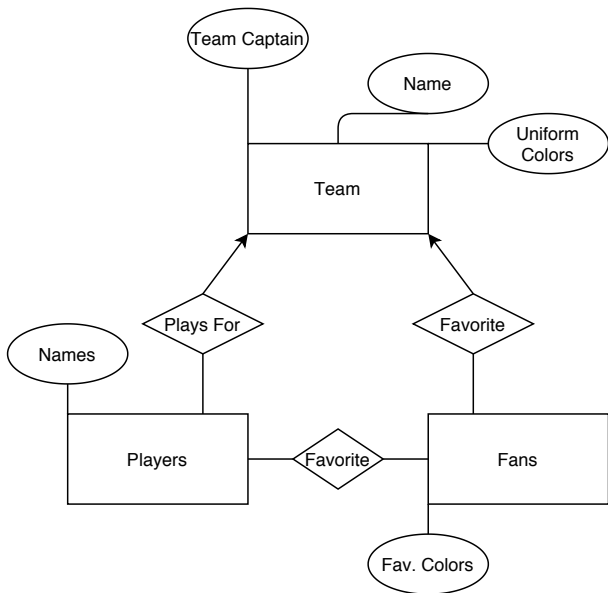 Team Captain
Name
Uniform
Colors
Team
Plays For
Favorite
Names
Players
Favorite
Fans
Fav. Colors